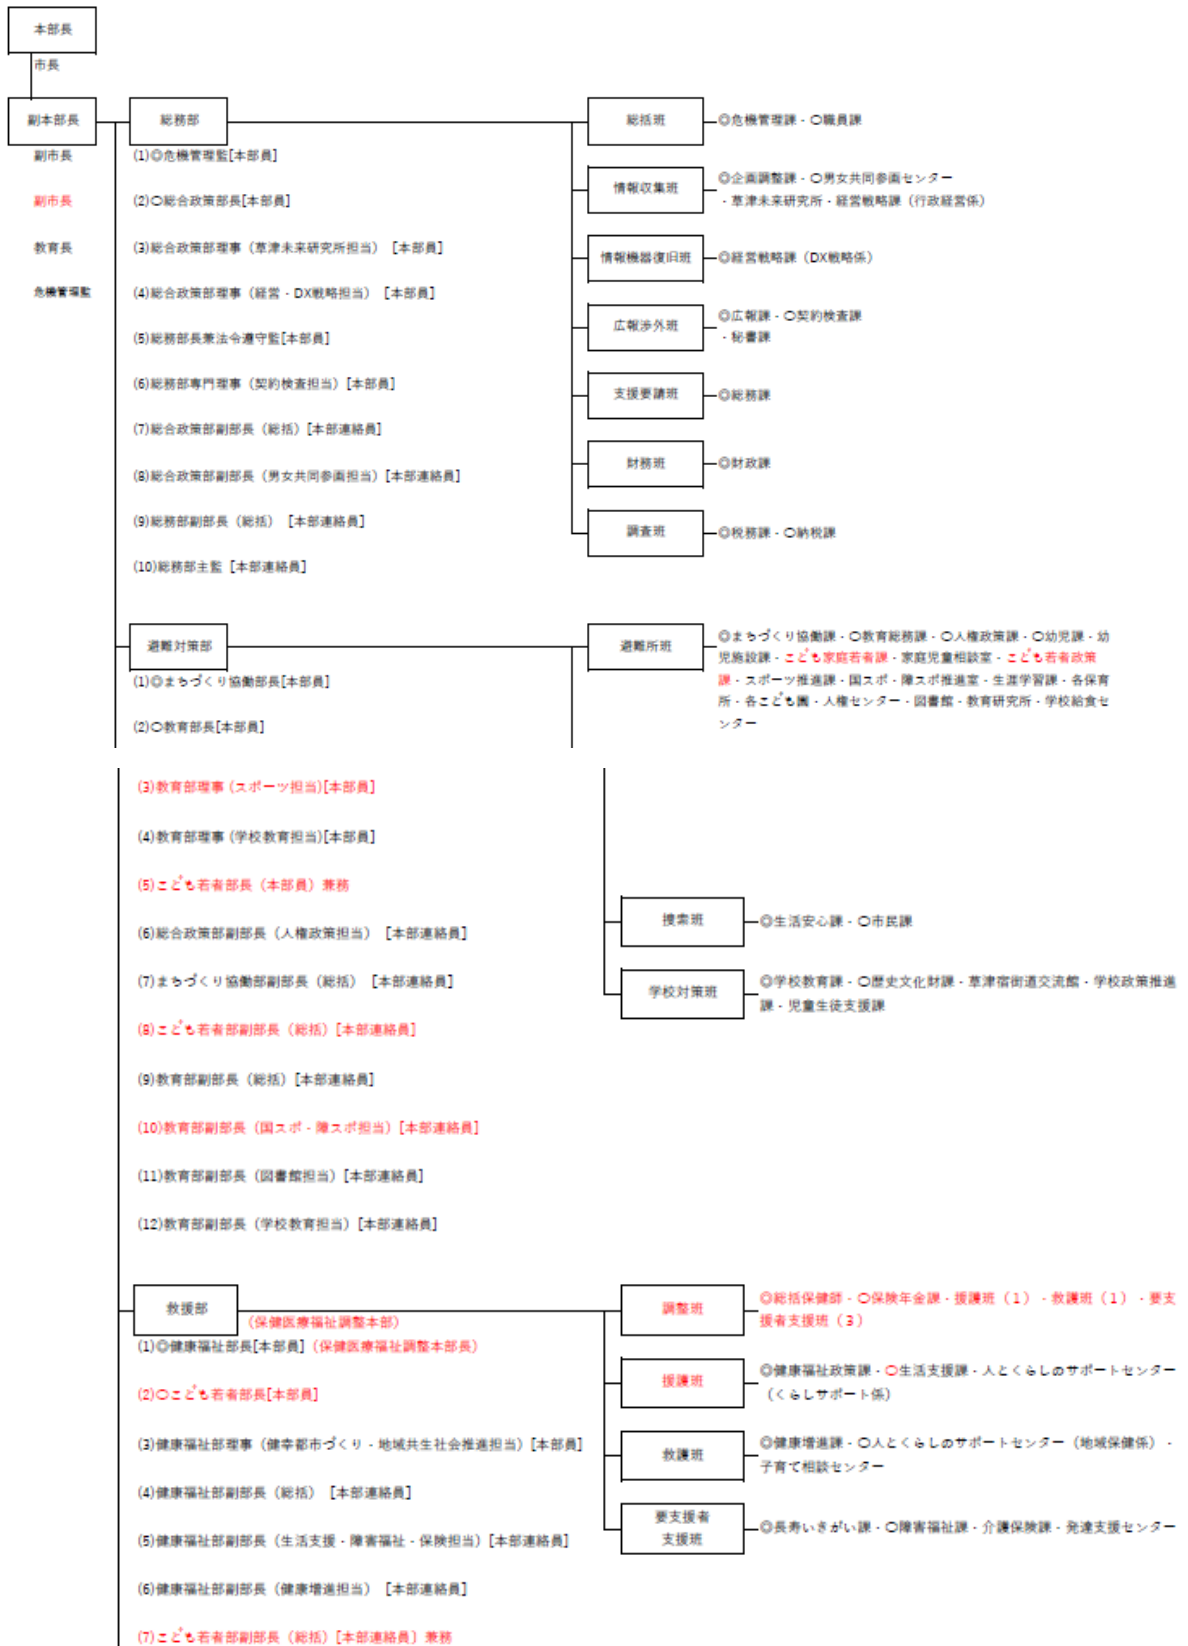 本部長
市長
副本部長
副市長
副市長
教育長
危機管理監
総務部
(1)◎危機管理監[本部員]
(2)〇総合政策部長[本部員]
(3)総合政策部理事（草津未来研究所担当） [本部員]
(4)総合政策部理事（経営・DX戦略担当） [本部員]
(5)総務部長兼法令遵守監[本部員]
(6)総務部専門理事（契約検査担当）[本部員]
(7)総合政策部副部長（総括）[本部連絡員]
(8)総合政策部副部長（男女共同参画担当）[本部連絡員]
(9)総務部副部長（総括） [本部連絡員]
(10)総務部主監 [本部連絡員]
総括班
◎危機管理課・〇職員課
情報収集班
◎企画調整課・〇男女共同参画センター
・草津未来研究所・経営戦略課（行政経営係）
情報機器復旧班
◎経営戦略課（DX戦略係）
広報渉外班
◎広報課・〇契約検査課
・秘書課
支援要請班
◎総務課
財務班
◎財政課
調査班
◎税務課・〇納税課
避難対策部
(1)◎まちづくり協働部長[本部員]
(2)〇教育部長[本部員]
(3)教育部理事(スポーツ担当)[本部員]
(4)教育部理事(学校教育担当)[本部員]
(5)こども若者部長（本部員）兼務
(6)総合政策部副部長（人権政策担当） [本部連絡員]
(7)まちづくり協働部副部長（総括） [本部連絡員]
(8)こども若者部副部長（総括）[本部連絡員]
(9)教育部副部長（総括）[本部連絡員]
(10)教育部副部長（国スポ・障スポ担当）[本部連絡員]
(11)教育部副部長（図書館担当）[本部連絡員]
(12)教育部副部長（学校教育担当）[本部連絡員]
避難所班
◎まちづくり協働課・〇教育総務課・〇人権政策課・〇幼児課・幼
児施設課・こども家庭若者課・家庭児童相談室・こども若者政策
課・スポーツ推進課・国スポ・障スポ推進室・生涯学習課・各保育
所・各こども園・人権センター・図書館・教育研究所・学校給食セ
ンター
捜索班
◎生活安心課・〇市民課
学校対策班
◎学校教育課・〇歴史文化財課・草津宿街道交流館・学校政策推進
課・児童生徒支援課
救援部
（保健医療福祉調整本部）
(1)◎健康福祉部長[本部員]（保健医療福祉調整本部長）
(2)〇こども若者部長[本部員]
(3)健康福祉部理事（健幸都市づくり・地域共生社会推進担当）[本部員]
(4)健康福祉部副部長（総括） [本部連絡員]
(5)健康福祉部副部長（生活支援・障害福祉・保険担当）[本部連絡員]
(6)健康福祉部副部長（健康増進担当） [本部連絡員]
(7)こども若者部副部長（総括）[本部連絡員］兼務
調整班
◎総括保健師・〇保険年金課・援護班（１）・救護班（１）・要支
援者支援班（３）
援護班
◎健康福祉政策課・〇生活支援課・人とくらしのサポートセンター
（くらしサポート係）
救護班
◎健康増進課・〇人とくらしのサポートセンター（地域保健係）・
子育て相談センター
要支援者
支援班
◎長寿いきがい課・〇障害福祉課・介護保険課・発達支援センター